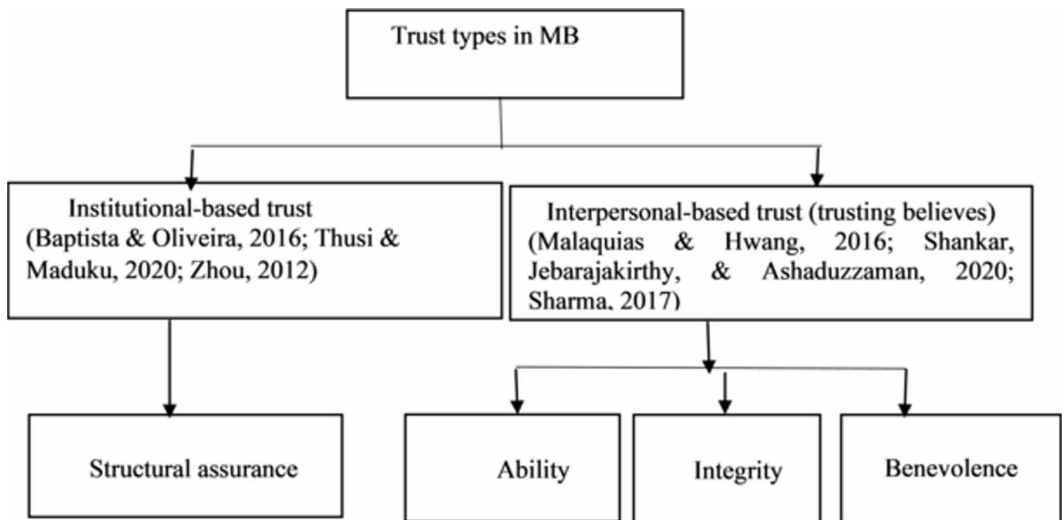 Trust types in MB
Institutional-based trust
(Baptista & Oliveira, 2016; Thusi &
Maduku, 2020; Zhou, 2012)
Interpersonal-based trust (trusting believes)
(Malaquias & Hwang, 2016; Shankar,
Jebarajakirthy, & Ashaduzzaman, 2020;
Sharma, 2017)
Structural assurance
Ability
Integrity
Benevolence